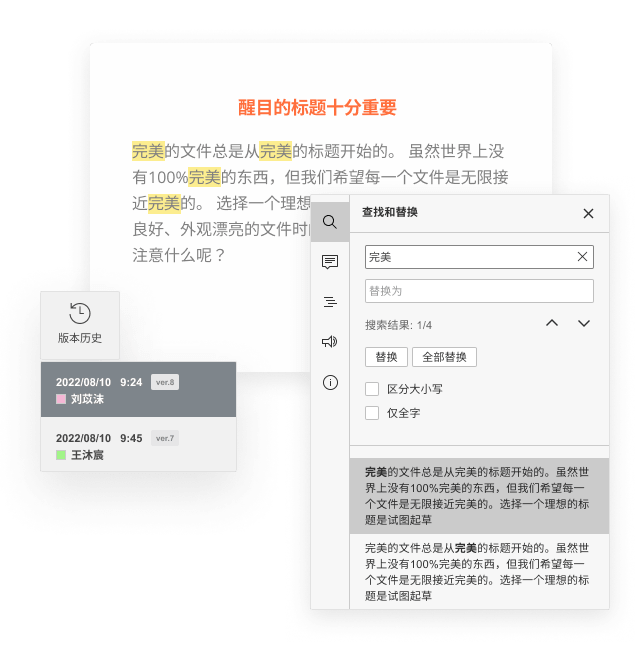 醒目的标题十分重要
完美的文件总是从完美的标题开始的。 虽然世界上没
有100%完美的东西，但我们希望每一个文件是无限接
近完美的。 选择一个理想
良好、外观漂亮的文件时
注意什么呢？
版本历史
2022/08/10 9:24 ver.8
刘苡沫
2022/08/10 9:45 ver.7
王沐宸
查找和替换
完美
替换为
搜索结果: 1/4
替换 全部替换
区分大小写
仅全字
完美的文件总是从完美的标题开始的。虽然世
界上没有100%完美的东西，但我们希望每一
个文件是无限接近完美的。选择一个理想的标
题是试图起草
完美的文件总是从完美的标题开始的。虽然世
界上没有100%完美的东西，但我们希望每一
个文件是无限接近完美的。选择一个理想的标
题是试图起草